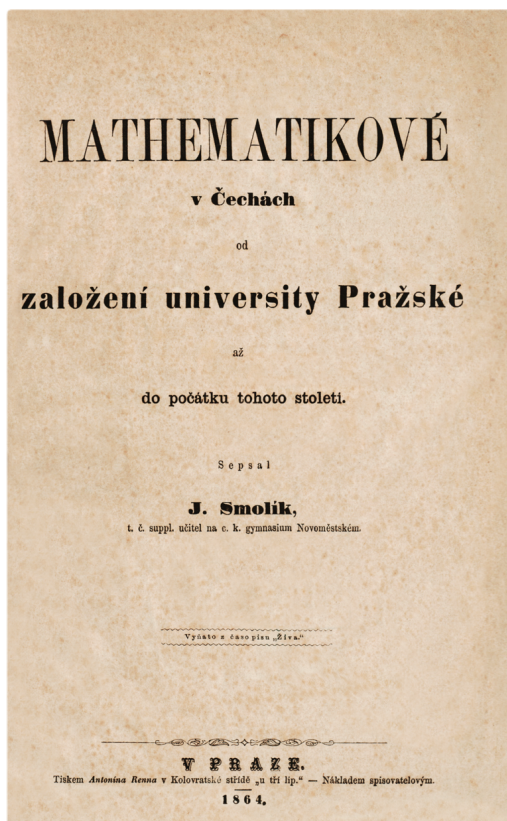 MATHEMATIKOVÉ
v Čechách
od
založení university Pražské
až
do počátku tohoto stoleti.
Sepsal
J. Smolík,
t. č. suppl. učitel na c. k. gymnasium Novoměstském.
Vyňato z časopisu „Živa.“
V PRAZE.
Tiskem Antonína Renna v Kolovratské střídě „u tří lip.“ — Nákladem spisovatelovým.
1864.